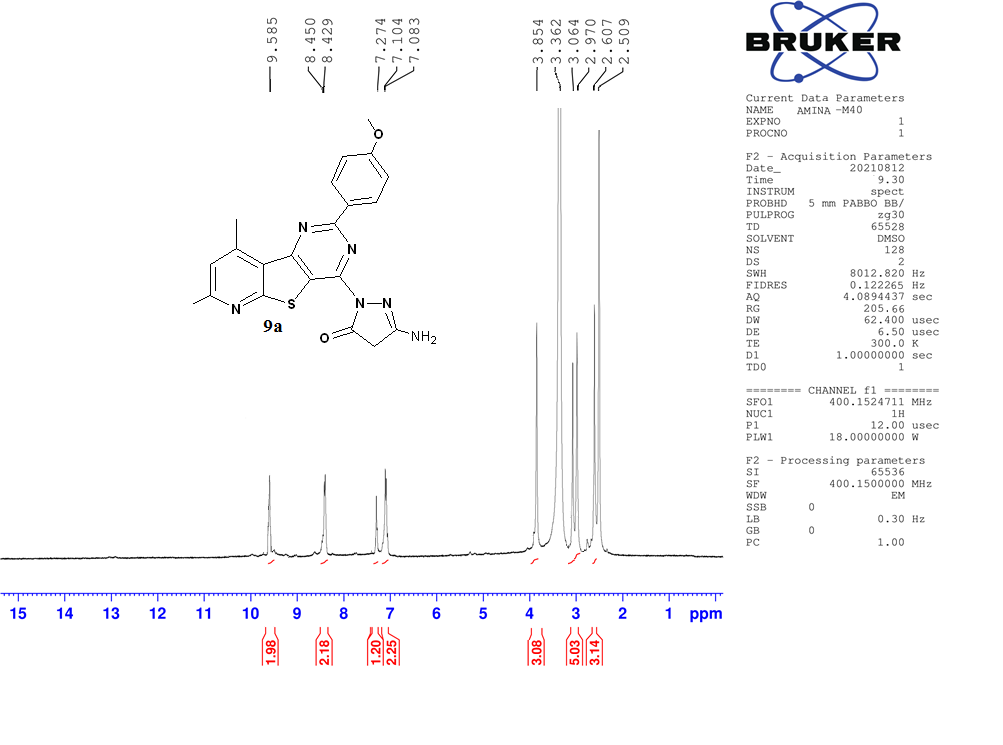 9.585
8.450
8.429
7.274
7.104
7.083
3.854
3.362
3.064
2.970
2.607
2.509
BRUKER
Current Data Parameters
NAME AMINA -M40
EXPNO 1
PROCNO 1
F2 - Acquisition Parameters
Date_ 20210812
Time 9.30
INSTRUM spect
PROBHD 5 mm PABBO BB/
PULPROG zg30
TD 65528
SOLVENT DMSO
NS 128
DS 2
SWH 8012.820 Hz
FIDRES 0.122265 Hz
AQ 4.0894437 sec
RG 205.66
DW 62.400 usec
DE 6.50 usec
TE 300.0 K
D1 1.00000000 sec
TD0 1
======== CHANNEL f1 ========
SFO1 400.1524711 MHz
NUC1 1H
P1 12.00 usec
PLW1 18.00000000 W
F2 - Processing parameters
SI 65536
SF 400.1500000 MHz
WDW EM
SSB 0
LB 0.30 Hz
GB 0
PC 1.00
O
N
N
N
S
N
N
O
NH2
9a
15 14 13 12 11 10 9 8 7 6 5 4 3 2 1 ppm
1.98
2.18
1.20
2.25
3.08
5.03
3.14